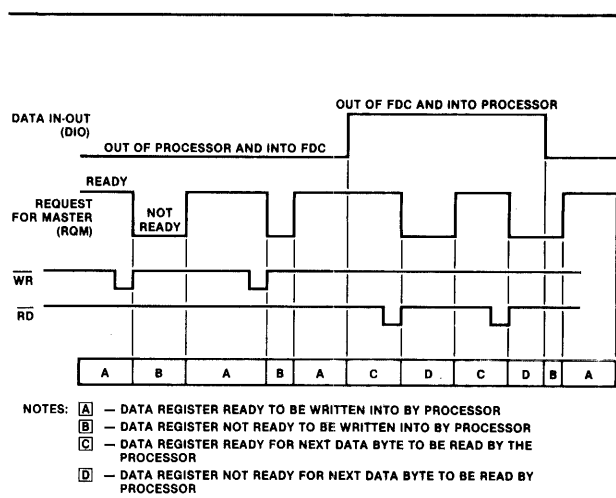 OUT OF FDC AND INTO PROCESSOR
DATA IN-OUT
(DIO)
OUT OF PROCESSOR AND INTO FDC
READY
REQUEST
FOR MASTER
(RQM)
NOT
READY
WR
RD
A B A B A C D C D B A
NOTES: A — DATA REGISTER READY TO BE WRITTEN INTO BY PROCESSOR
B — DATA REGISTER NOT READY TO BE WRITTEN INTO BY PROCESSOR
C — DATA REGISTER READY FOR NEXT DATA BYTE TO BE READ BY THE
PROCESSOR
D — DATA REGISTER NOT READY FOR NEXT DATA BYTE TO BE READ BY
PROCESSOR